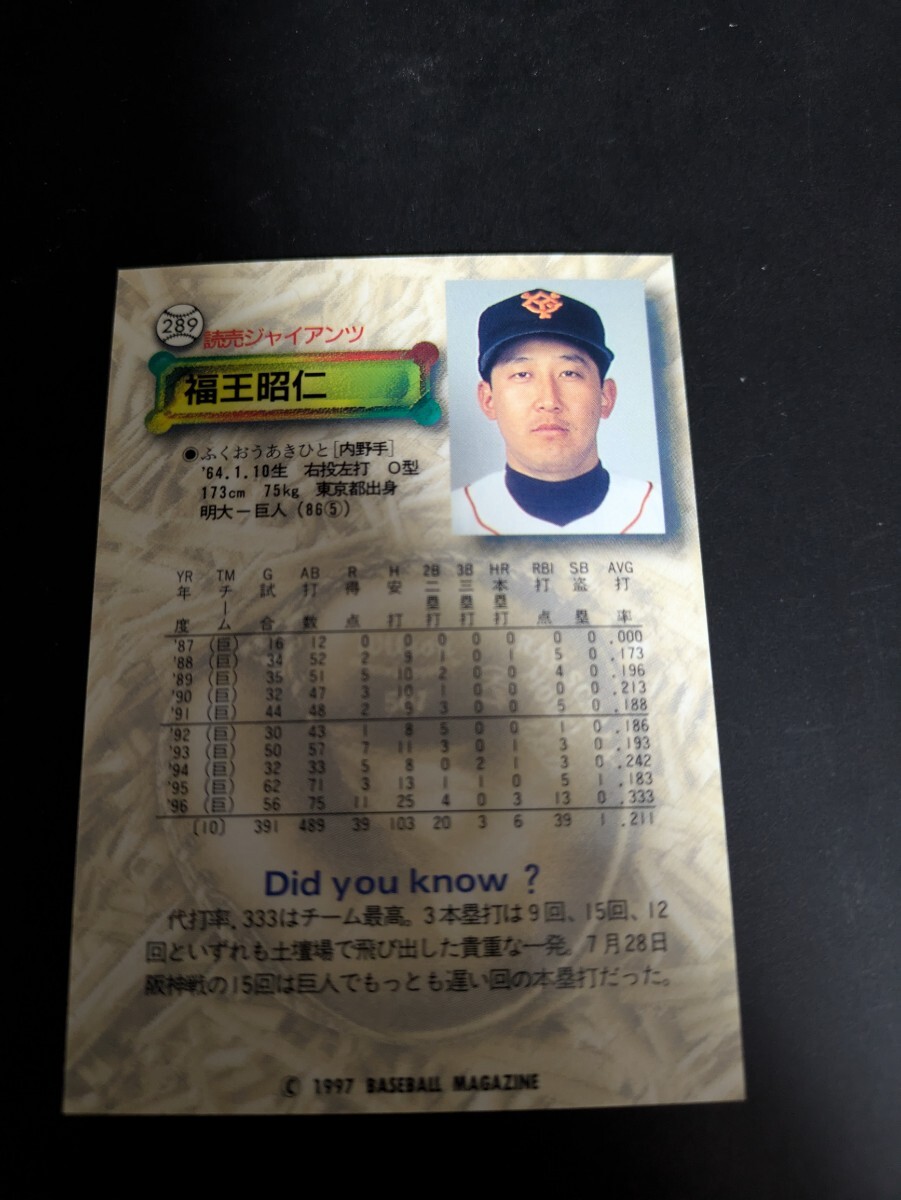 289
読売ジャイアンツ
福王昭仁
◉ふくおうあきひと[内野手]
'64.1.10生 右投左打 O型
173cm 75kg 東京都出身
明大－巨人(86⑤)
YR TM G AB R H 2B 3B HR RBI SB AVG
年度 チーム 試合 打数 得点 安打 二塁打 三塁打 本塁打 打点 盗塁 打率
'87 (巨) 16 12 0 0 0 0 0 0 0 .000
'88 (巨) 34 52 2 9 1 0 1 5 0 .173
'89 (巨) 35 51 5 10 2 0 0 4 0 .196
'90 (巨) 32 47 3 10 1 0 0 0 0 .213
'91 (巨) 44 48 2 9 3 0 0 5 0 .188
'92 (巨) 30 43 1 8 5 0 0 1 0 .186
'93 (巨) 50 57 7 11 3 0 1 3 0 .193
'94 (巨) 32 33 5 8 0 2 1 3 0 .242
'95 (巨) 62 71 3 13 1 1 0 5 1 .183
'96 (巨) 56 75 11 25 4 0 3 13 0 .333
[10] 391 489 39 103 20 3 6 39 1 .211
Did you know ?
代打率.333はチーム最高。3本塁打は9回、15回、12
回といずれも土壇場で飛び出した貴重な一発。7月28日
阪神戦の15回は巨人でもっとも遅い回の本塁打だった。
© 1997 BASEBALL MAGAZINE